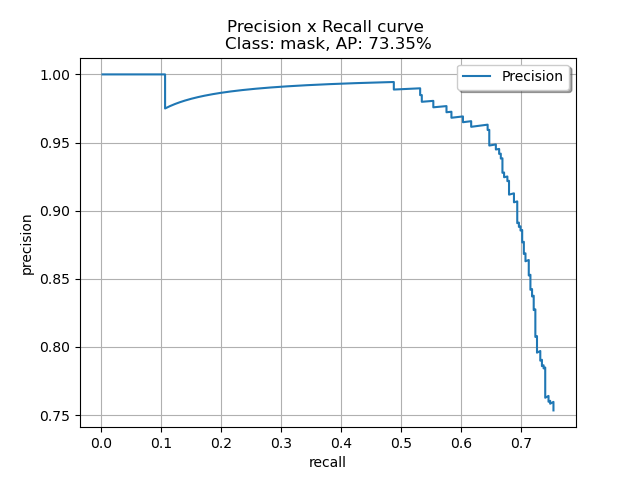 Precision x Recall curve
Class: mask, AP: 73.35%
Precision
1.00
0.95
0.90
0.85
0.80
0.75
precision
0.0 0.1 0.2 0.3 0.4 0.5 0.6 0.7
recall